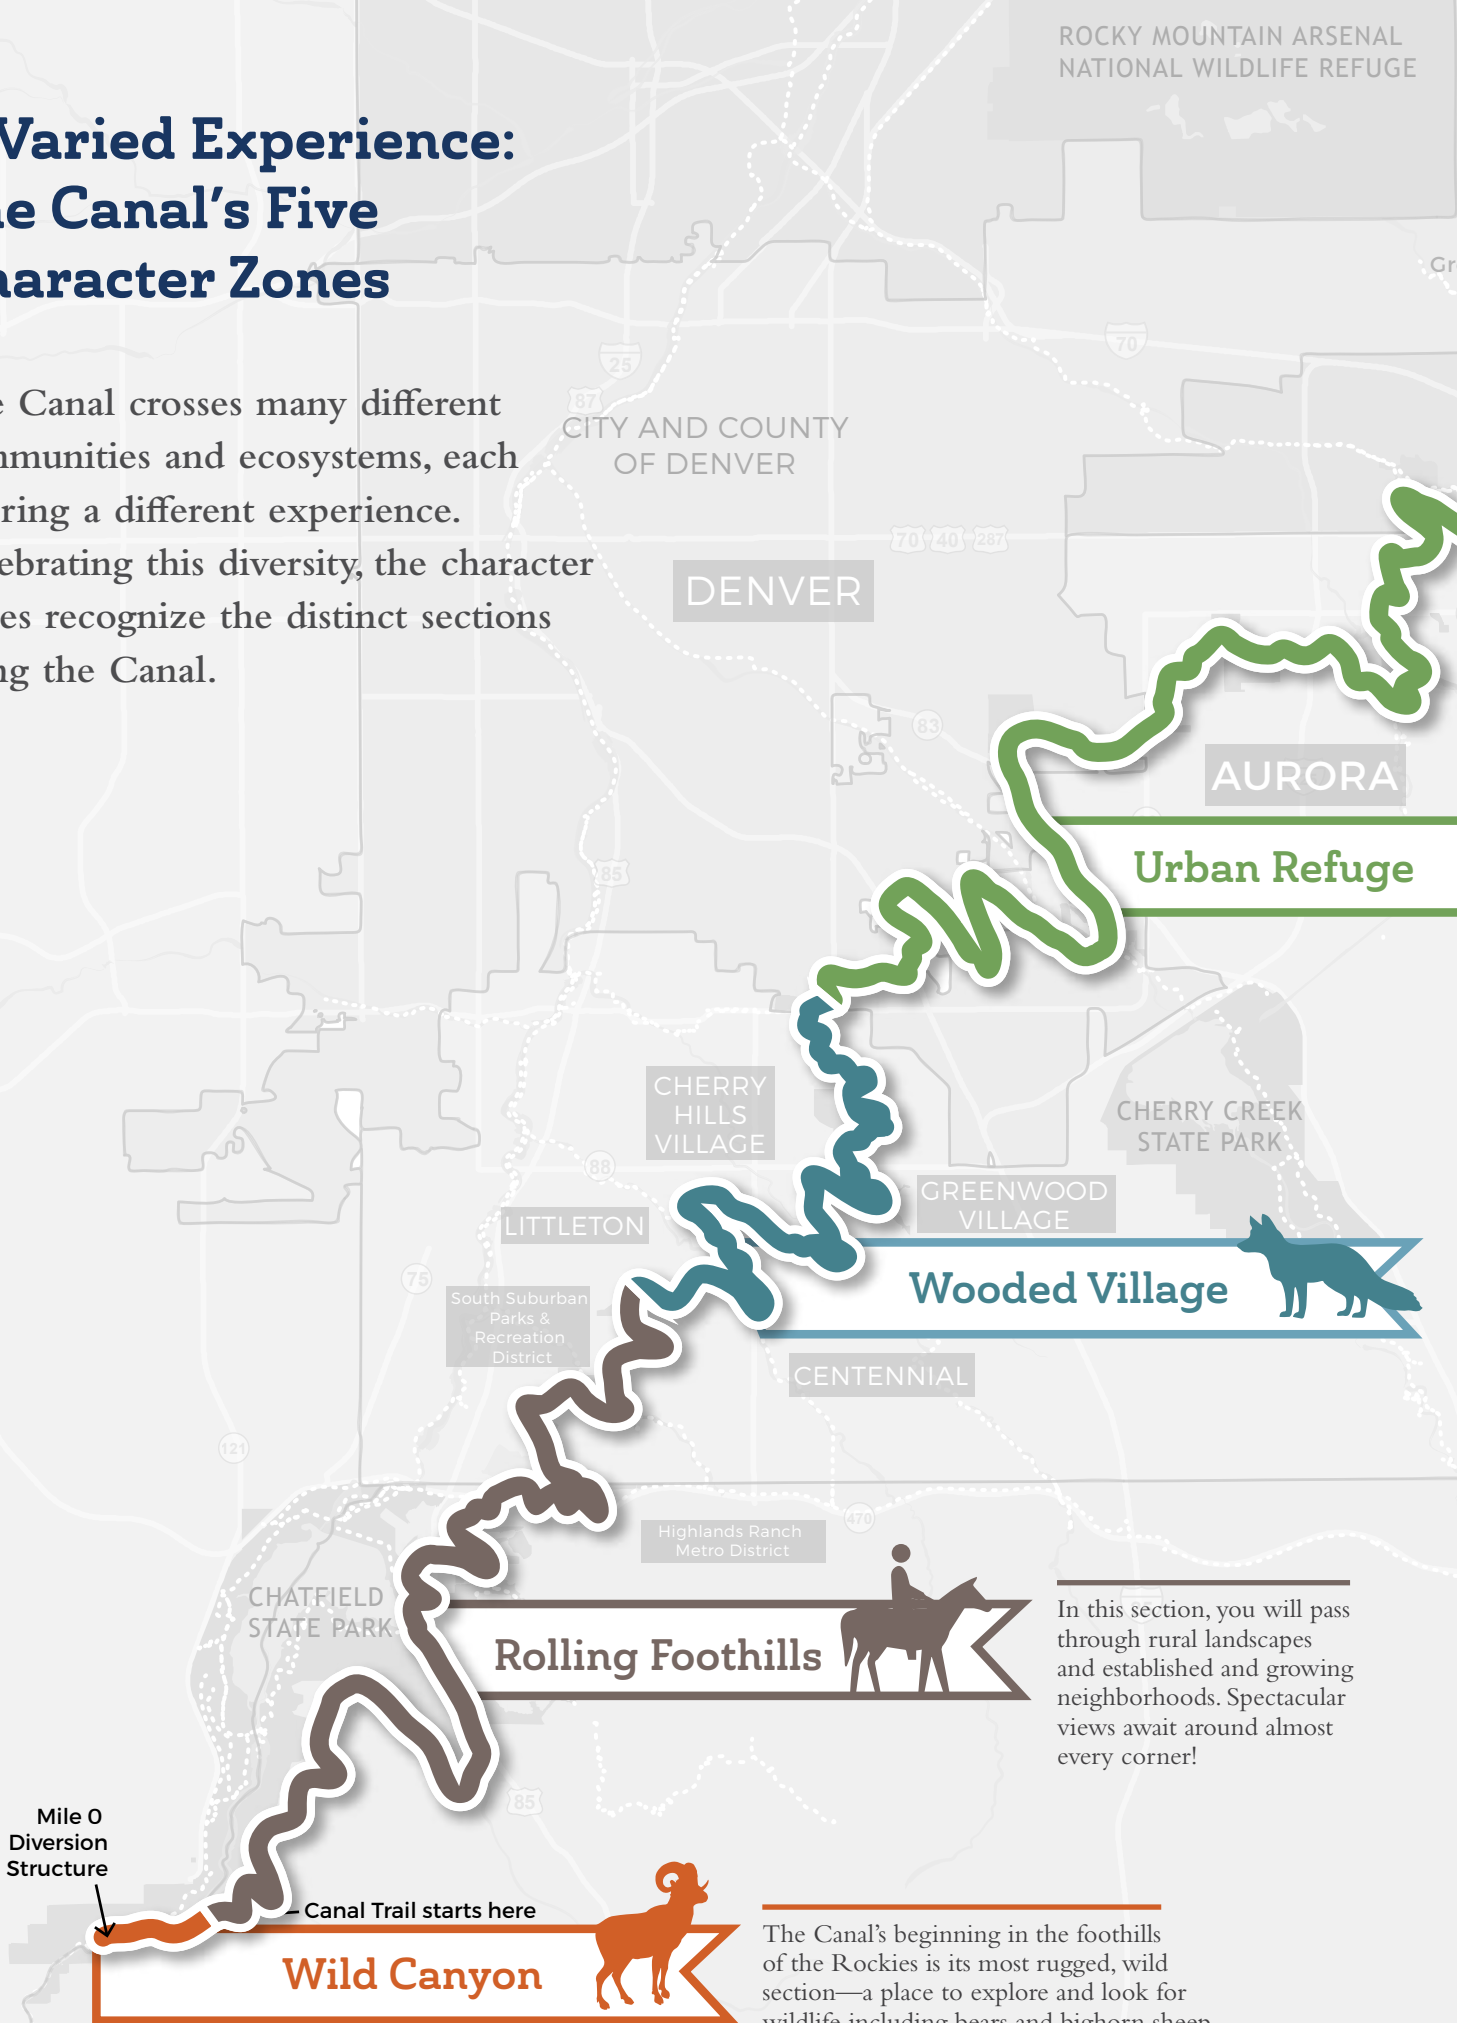 ROCKY MOUNTAIN ARSENAL
NATIONAL WILDLIFE REFUGE
Varied Experience:
e Canal's Five
aracter Zones
Canal crosses many different
mmunities and ecosystems, each
ring a different experience.
ebrating this diversity, the character
es recognize the distinct sections
ng the Canal.
Gr
70
25
87
CITY AND COUNTY
OF DENVER
70 40 287
DENVER
83
AURORA
85
Urban Refuge
CHERRY
HILLS
VILLAGE
CHERRY CREEK
STATE PARK
88
GREENWOOD
VILLAGE
LITTLETON
75
South Suburban
Parks &
Recreation
District
Wooded Village
CENTENNIAL
121
470
Highlands Ranch
Metro District
CHATFIELD
STATE PARK
Rolling Foothills
In this section, you will pass
through rural landscapes
and established and growing
neighborhoods. Spectacular
views await around almost
every corner!
85
Mile 0
Diversion
Structure
Canal Trail starts here
Wild Canyon
The Canal's beginning in the foothills
of the Rockies is its most rugged, wild
section—a place to explore and look for
wildlife including bears and bighorn sheep